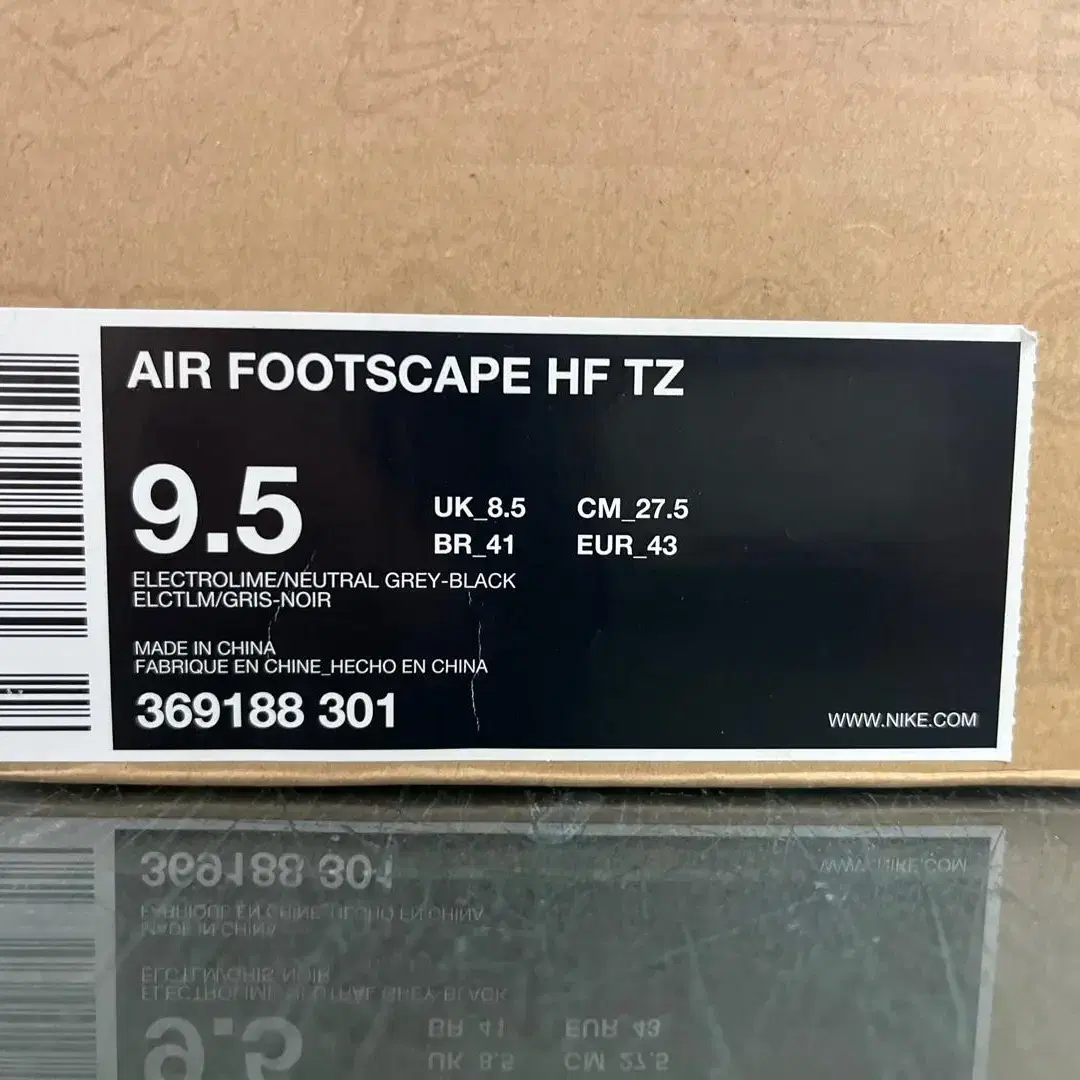 AIR FOOTSCAPE HF TZ
9.5
UK_8.5 CM_27.5
BR_41 EUR_43
ELECTROLIME/NEUTRAL GREY-BLACK
ELCTLM/GRIS-NOIR
MADE IN CHINA
FABRIQUE EN CHINE_HECHO EN CHINA
369188 301
WWW.NIKE.COM